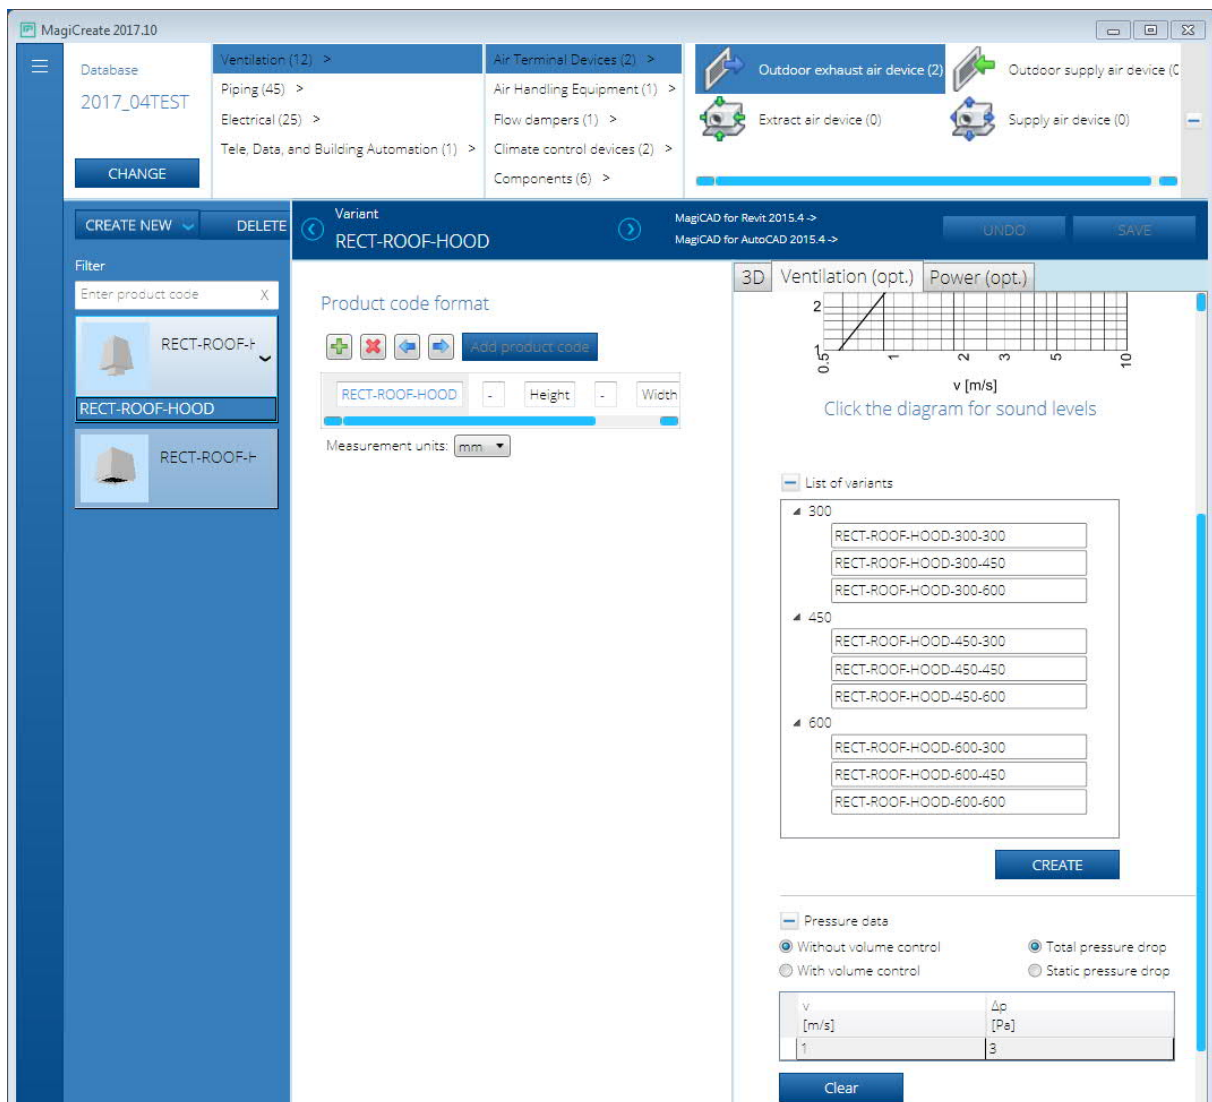 MagiCreate 2017.10
Database
2017_04TEST
CHANGE
Ventilation (12) >
Piping (45) >
Electrical (25) >
Tele, Data, and Building Automation (1) >
Air Terminal Devices (2) >
Air Handling Equipment (1) >
Flow dampers (1) >
Climate control devices (2) >
Components (6) >
Outdoor exhaust air device (2)
Outdoor supply air device (0
Extract air device (0)
Supply air device (0)
CREATE NEW
DELETE
Filter
Enter product code X
RECT-ROOF-H
RECT-ROOF-HOOD
RECT-ROOF-H
Variant
RECT-ROOF-HOOD
MagiCAD for Revit 2015.4 ->
MagiCAD for AutoCAD 2015.4 ->
UNDO
SAVE
Product code format
Add product code
RECT-ROOF-HOOD - Height - Width
Measurement units: mm
3D Ventilation (opt.) Power (opt.)
2
1
0.5 1 2 3 5 10
v [m/s]
Click the diagram for sound levels
List of variants
300
RECT-ROOF-HOOD-300-300
RECT-ROOF-HOOD-300-450
RECT-ROOF-HOOD-300-600
450
RECT-ROOF-HOOD-450-300
RECT-ROOF-HOOD-450-450
RECT-ROOF-HOOD-450-600
600
RECT-ROOF-HOOD-600-300
RECT-ROOF-HOOD-600-450
RECT-ROOF-HOOD-600-600
CREATE
Pressure data
Without volume control
Total pressure drop
With volume control
Static pressure drop
v Δp
[m/s] [Pa]
1 3
Clear